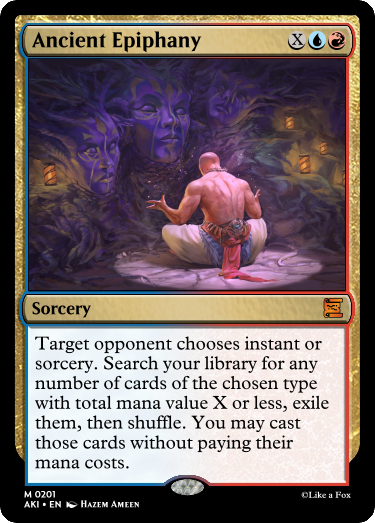 Ancient Epiphany X
Sorcery
Target opponent chooses instant or
sorcery. Search your library for any
number of cards of the chosen type
with total mana value X or less, exile
them, then shuffle. You may cast
those cards without paying their
mana costs.
M 0201
AKI • EN Hazem Ameen
©Like a Fox